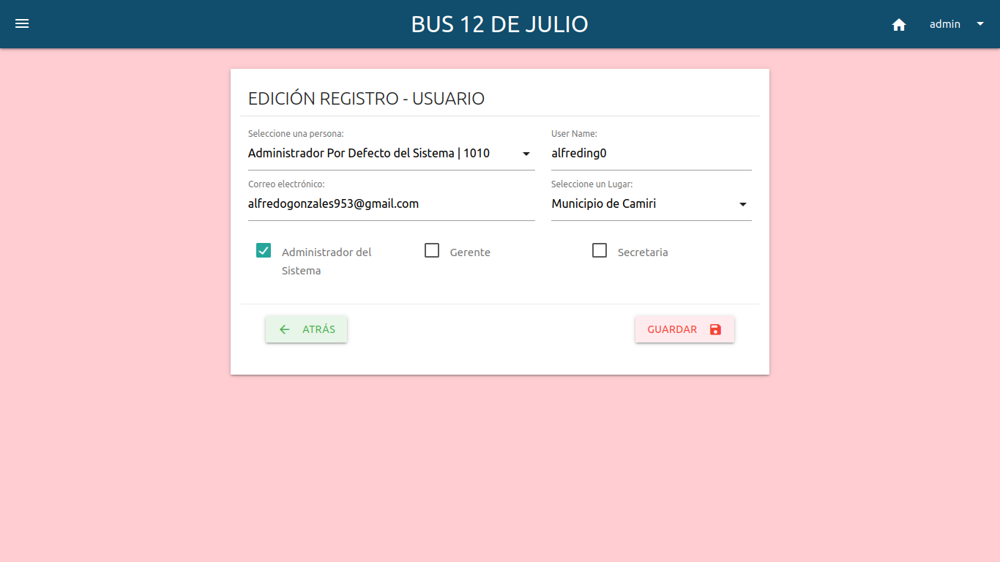 BUS 12 DE JULIO
admin
EDICIÓN REGISTRO - USUARIO
Seleccione una persona:
Administrador Por Defecto del Sistema | 1010
User Name:
alfreding0
Correo electrónico:
alfredogonzales953@gmail.com
Seleccione un Lugar:
Municipio de Camiri
Administrador del
Sistema
Gerente
Secretaria
ATRÁS
GUARDAR